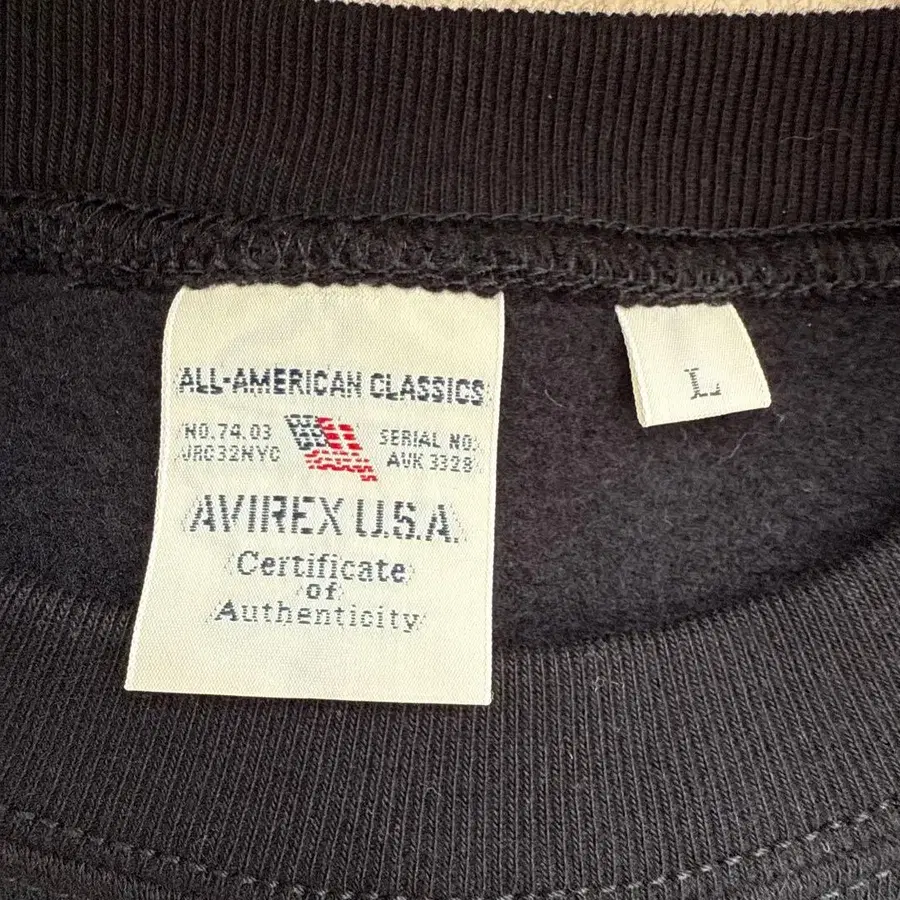 ALL-AMERICAN CLASSICS
NO.74.03
JRC32NYC
SERIAL NO.
AVK 3328
AVIREX U.S.A.
Certificate
of
Authenticity
L